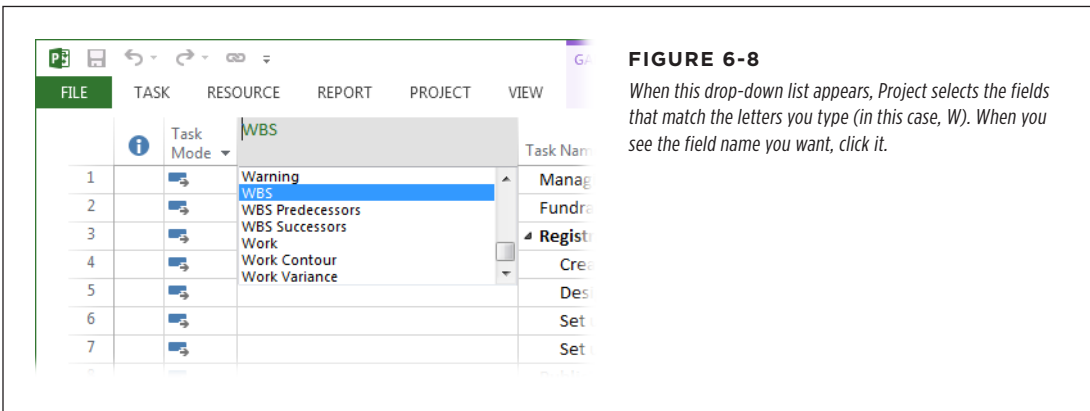 GA
FILE TASK RESOURCE REPORT PROJECT VIEW
Task
Mode
WBS
Task Nam
1
2
3
4
5
6
7
Warning
WBS
WBS Predecessors
WBS Successors
Work
Work Contour
Work Variance
Manag
Fundra
Regist
Crea
Des
Set
Set
FIGURE 6-8
When this drop-down list appears, Project selects the fields
that match the letters you type (in this case, W). When you
see the field name you want, click it.